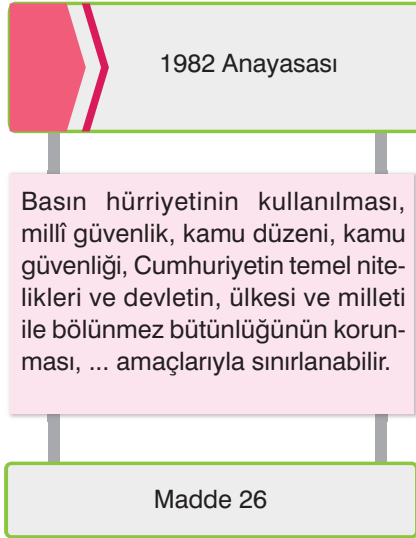 1982 Anayasası
Basın hürriyetinin kullanılması,
millî güvenlik, kamu düzeni, kamu
güvenliği, Cumhuriyetin temel nite-
likleri ve devletin, ülkesi ve milleti
ile bölünmez bütünlüğünün korun-
ması, ... amaçlarıyla sınırlanabilir.
Madde 26